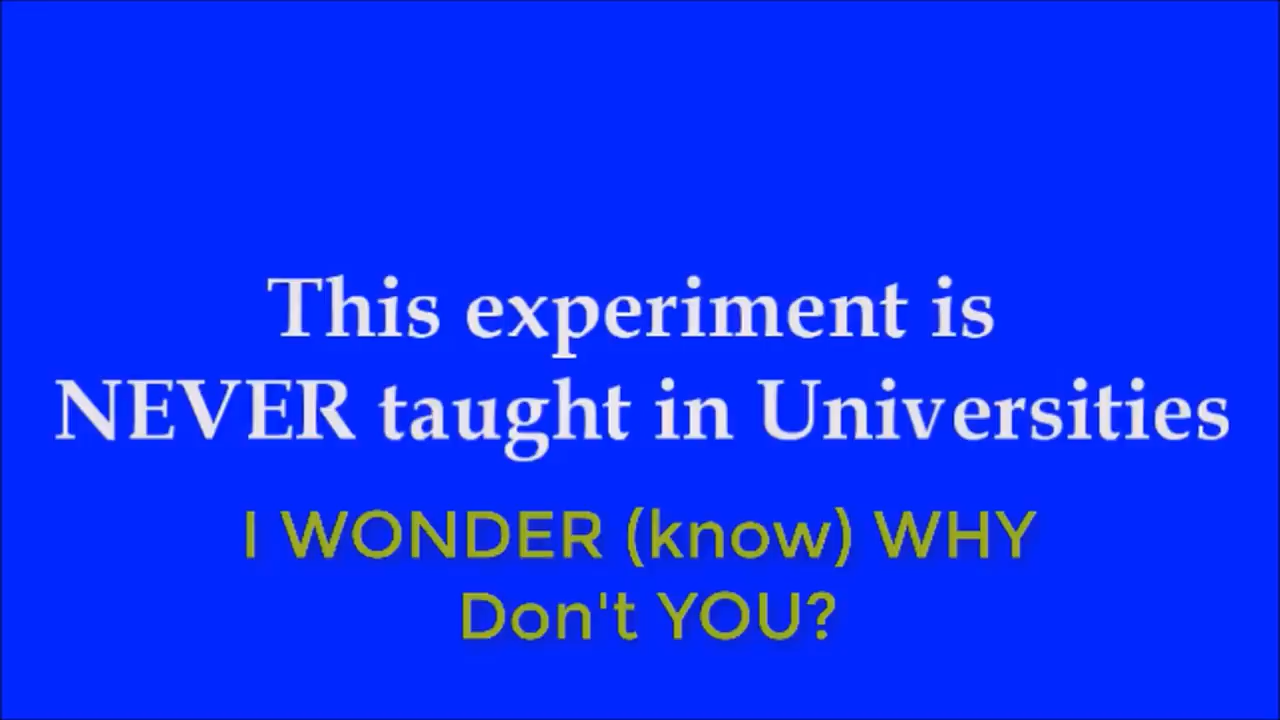 This experiment is
NEVER taught in Universities
I WONDER (know) WHY
Don't YOU?